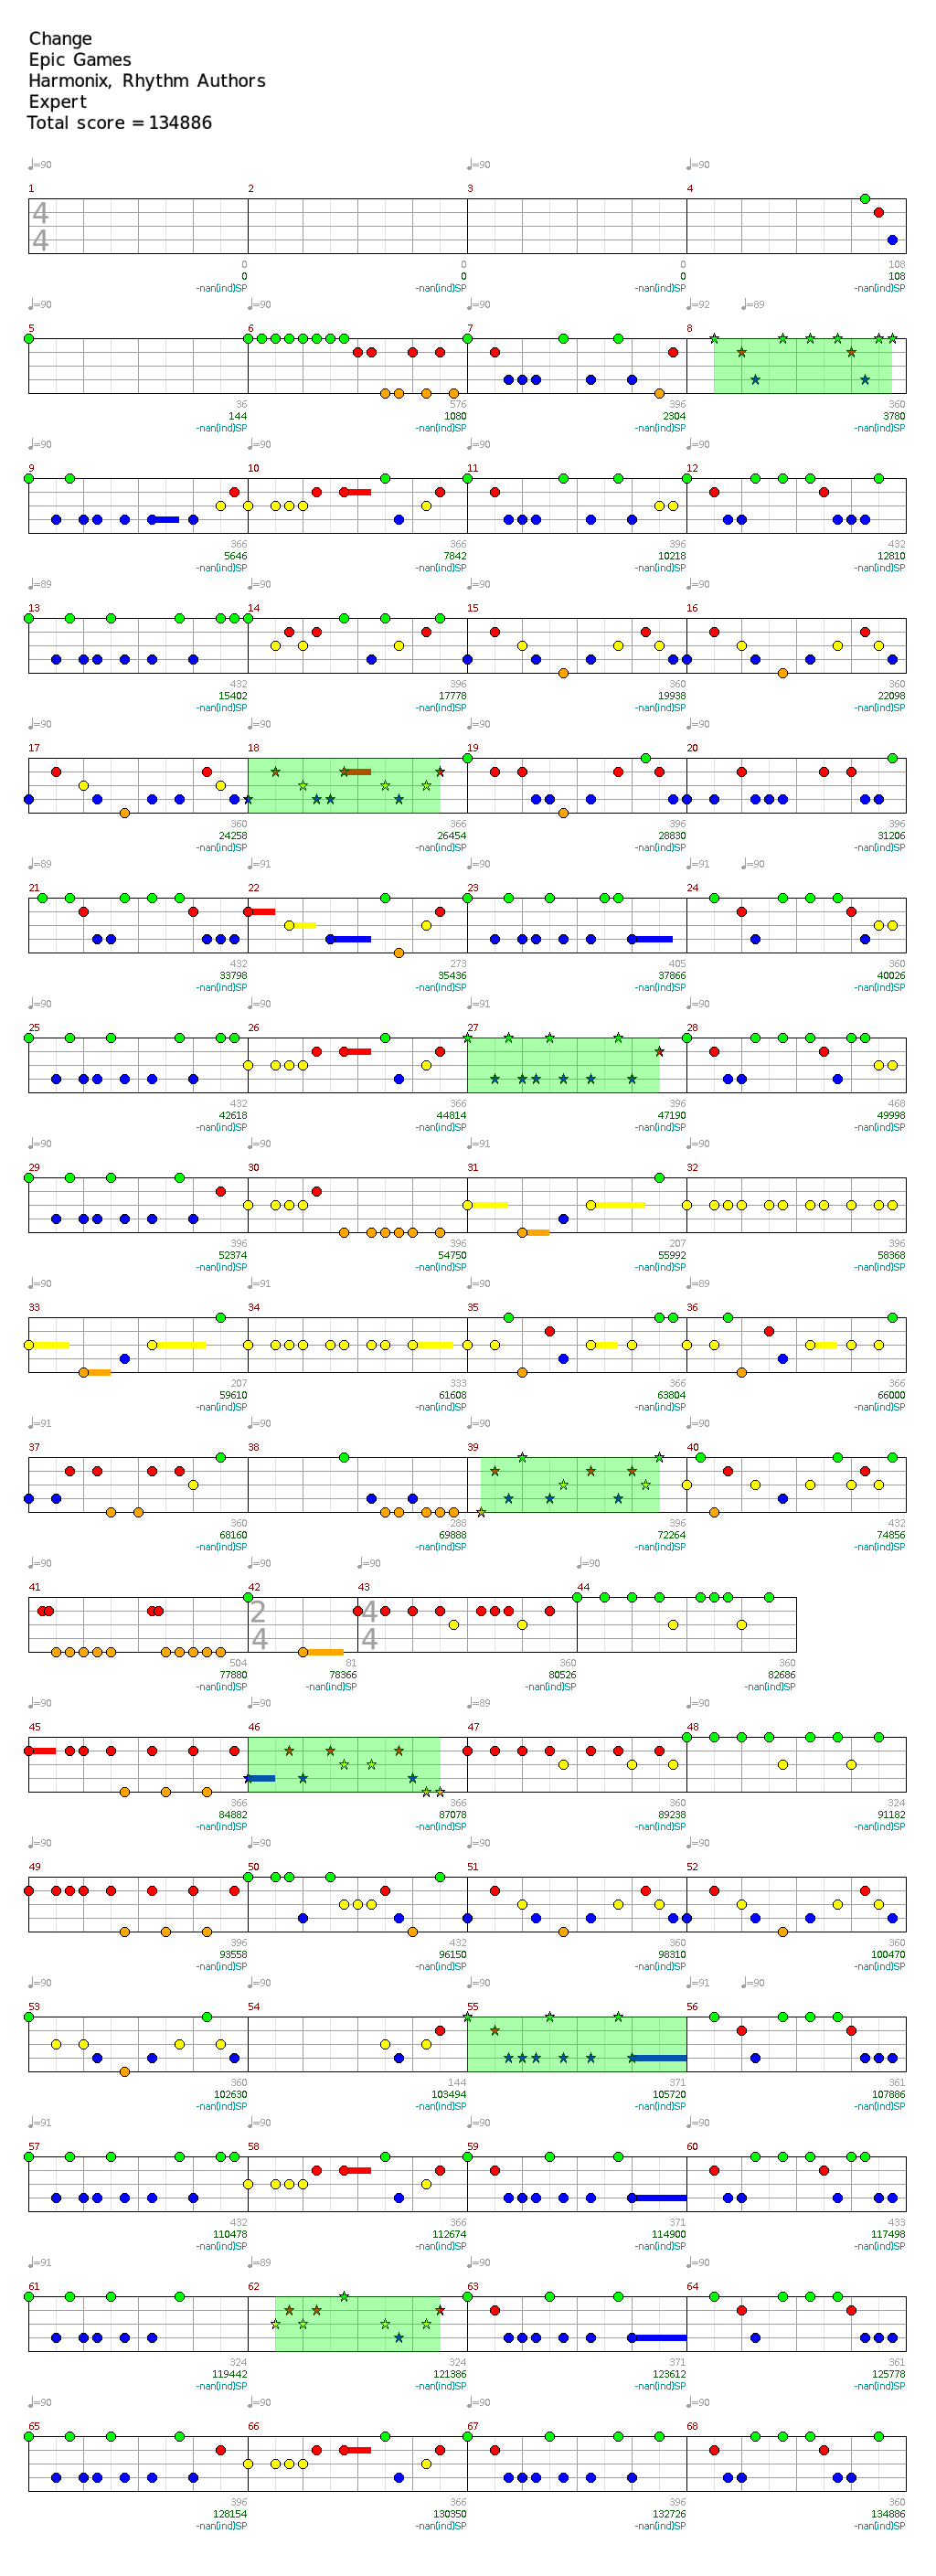 Change
Epic Games
Harmonix, Rhythm Authors
Expert
Total score = 134886
♩=90 ♩=90 ♩=90
1 2 3 4
4
4
0 0 0 108
0 0 0 108
-nan(ind)SP -nan(ind)SP -nan(ind)SP -nan(ind)SP
♩=90 ♩=90 ♩=90 ♩=92 ♩=89
5 6 7 8
36 576 396 360
144 1080 2304 3780
-nan(ind)SP -nan(ind)SP -nan(ind)SP -nan(ind)SP
♩=90 ♩=90 ♩=90 ♩=90
9 10 11 12
366 366 396 432
5646 7842 10218 12810
-nan(ind)SP -nan(ind)SP -nan(ind)SP -nan(ind)SP
♩=89 ♩=90 ♩=90 ♩=90
13 14 15 16
432 396 360 360
15402 17778 19938 22098
-nan(ind)SP -nan(ind)SP -nan(ind)SP -nan(ind)SP
♩=90 ♩=90 ♩=90 ♩=90
17 18 19 20
360 366 396 396
24258 26454 28830 31206
-nan(ind)SP -nan(ind)SP -nan(ind)SP -nan(ind)SP
♩=89 ♩=91 ♩=90 ♩=91 ♩=90
21 22 23 24
432 273 405 360
33798 35436 37866 40026
-nan(ind)SP -nan(ind)SP -nan(ind)SP -nan(ind)SP
♩=90 ♩=90 ♩=91 ♩=90
25 26 27 28
432 366 396 468
42618 44814 47190 49998
-nan(ind)SP -nan(ind)SP -nan(ind)SP -nan(ind)SP
♩=90 ♩=90 ♩=91 ♩=90
29 30 31 32
396 396 207 396
52374 54750 55992 58368
-nan(ind)SP -nan(ind)SP -nan(ind)SP -nan(ind)SP
♩=90 ♩=91 ♩=90 ♩=89
33 34 35 36
207 333 366 366
59610 61608 63804 66000
-nan(ind)SP -nan(ind)SP -nan(ind)SP -nan(ind)SP
♩=91 ♩=90 ♩=90 ♩=90
37 38 39 40
360 288 396 432
68160 69888 72264 74856
-nan(ind)SP -nan(ind)SP -nan(ind)SP -nan(ind)SP
♩=90 ♩=90 ♩=90 ♩=90
41 42 43 44
2 4
4 4
504 81 360 360
77880 78366 80526 82686
-nan(ind)SP -nan(ind)SP -nan(ind)SP -nan(ind)SP
♩=90 ♩=90 ♩=89 ♩=90
45 46 47 48
366 366 360 324
84882 87078 89238 91182
-nan(ind)SP -nan(ind)SP -nan(ind)SP -nan(ind)SP
♩=90 ♩=90 ♩=90 ♩=90
49 50 51 52
396 432 360 360
93558 96150 98310 100470
-nan(ind)SP -nan(ind)SP -nan(ind)SP -nan(ind)SP
♩=90 ♩=90 ♩=90 ♩=91 ♩=90
53 54 55 56
360 144 371 361
102630 103494 105720 107886
-nan(ind)SP -nan(ind)SP -nan(ind)SP -nan(ind)SP
♩=91 ♩=90 ♩=90 ♩=90
57 58 59 60
432 366 371 433
110478 112674 114900 117498
-nan(ind)SP -nan(ind)SP -nan(ind)SP -nan(ind)SP
♩=91 ♩=89 ♩=90 ♩=90
61 62 63 64
324 324 371 361
119442 121386 123612 125778
-nan(ind)SP -nan(ind)SP -nan(ind)SP -nan(ind)SP
♩=90 ♩=90 ♩=90 ♩=90
65 66 67 68
396 366 396 360
128154 130350 132726 134886
-nan(ind)SP -nan(ind)SP -nan(ind)SP -nan(ind)SP